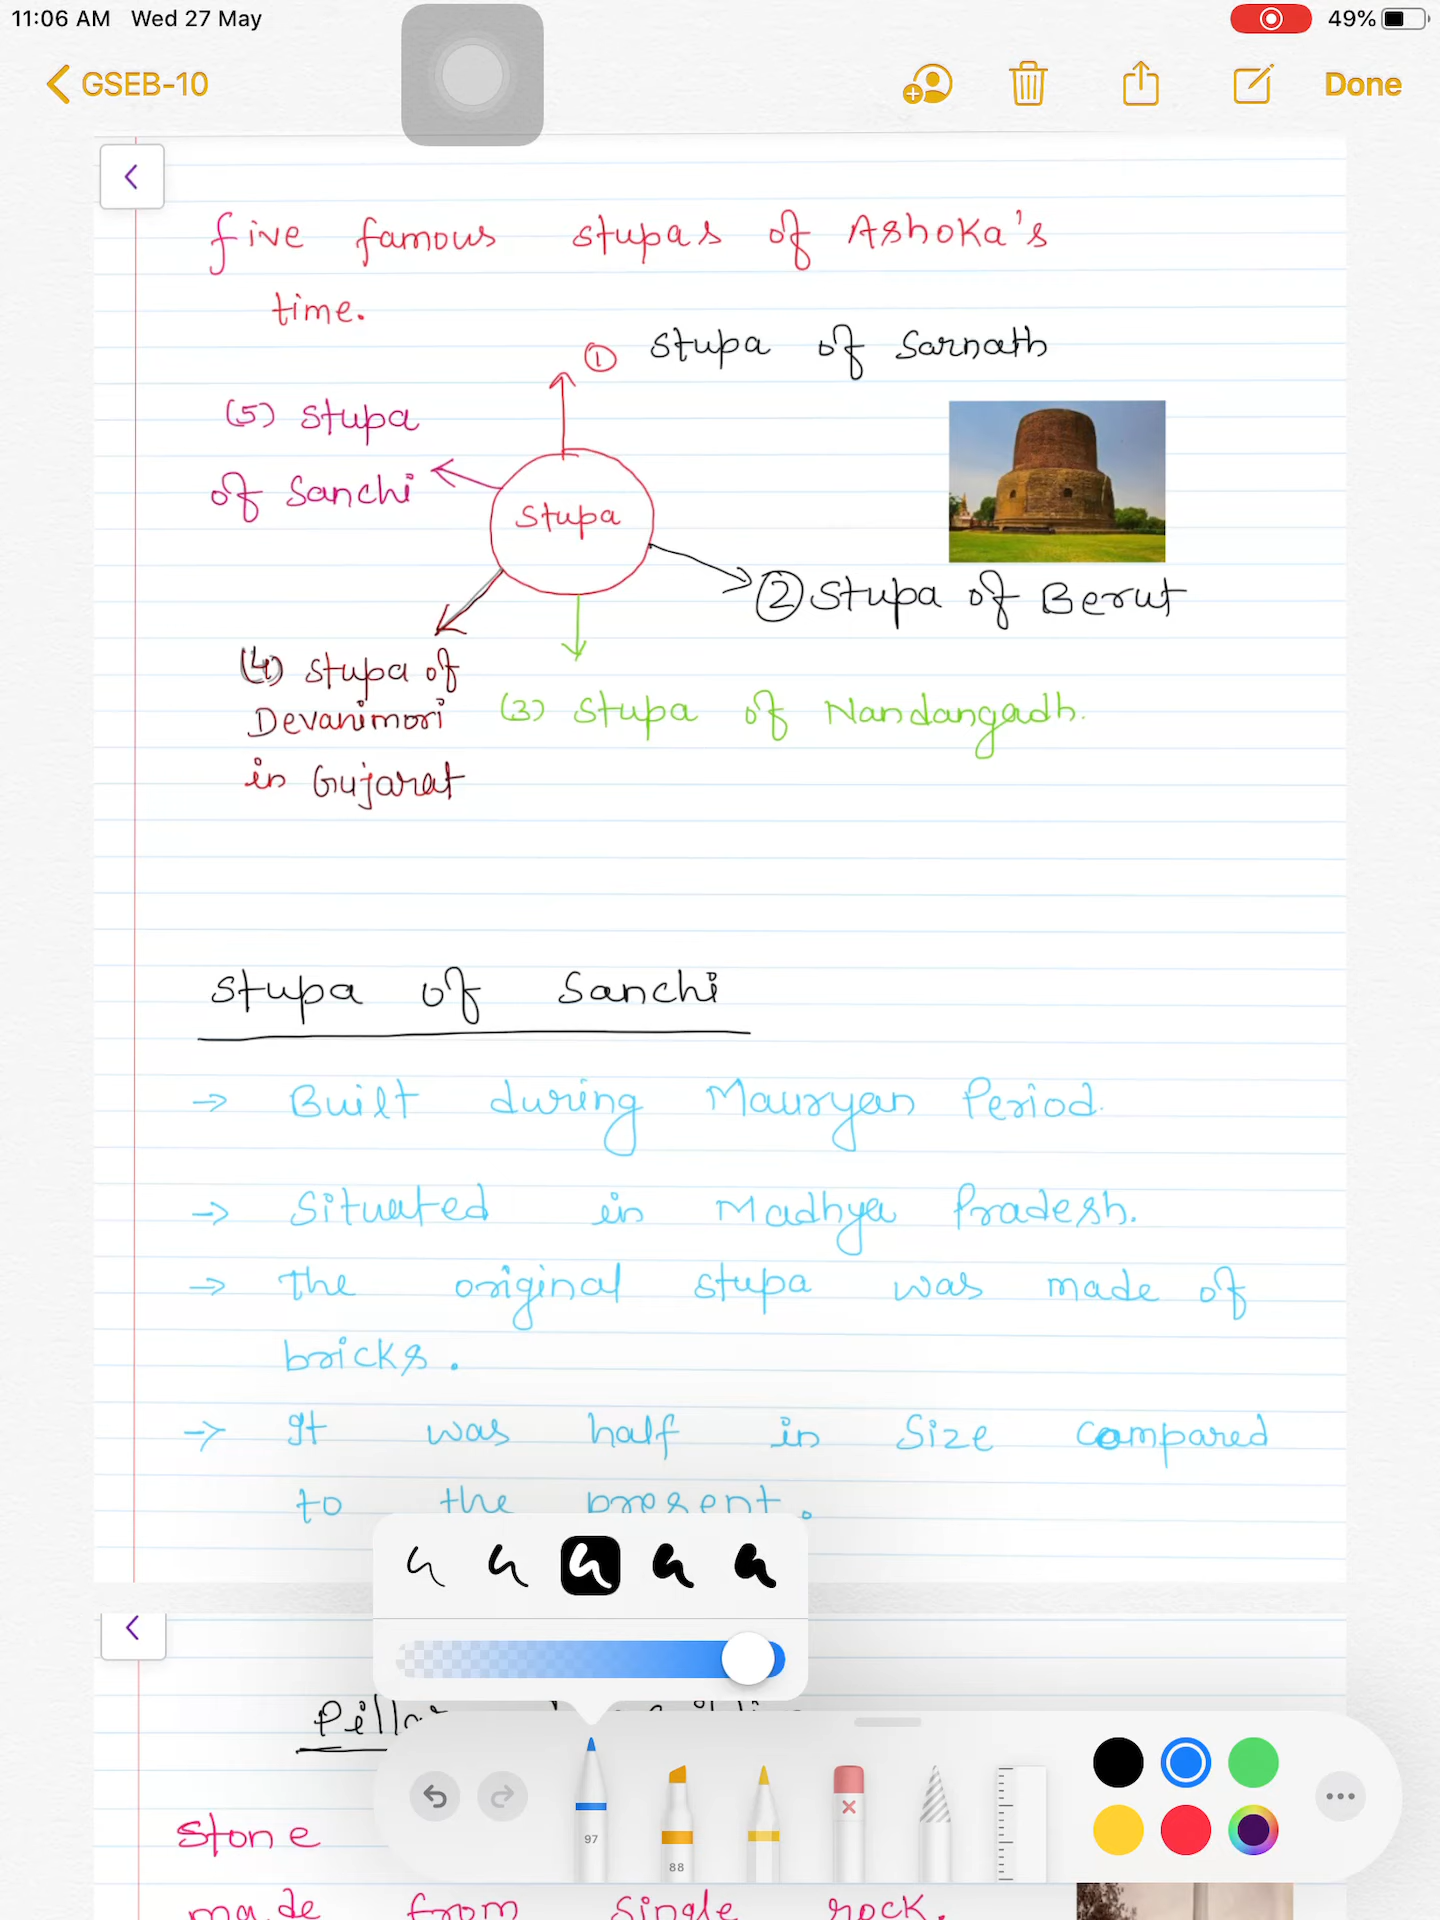 11:06 AM Wed 27 May
49%
GSEB-10
Done
five famous stupas of Ashoka's
time.
① Stupa of Sarnath
(5) Stupa
of Sanchi
Stupa
② Stupa of Berut
(4) Stupa of
Devanimori
in Gujarat
(3) Stupa of Nandangadh.
Stupa of Sanchi
→ Built during Mauryan Period.
→ Situated in Madhya Pradesh.
→ The original stupa was made of
bricks.
→ It was half in Size compared
to the present.
97
88
Stone
made from single rock.